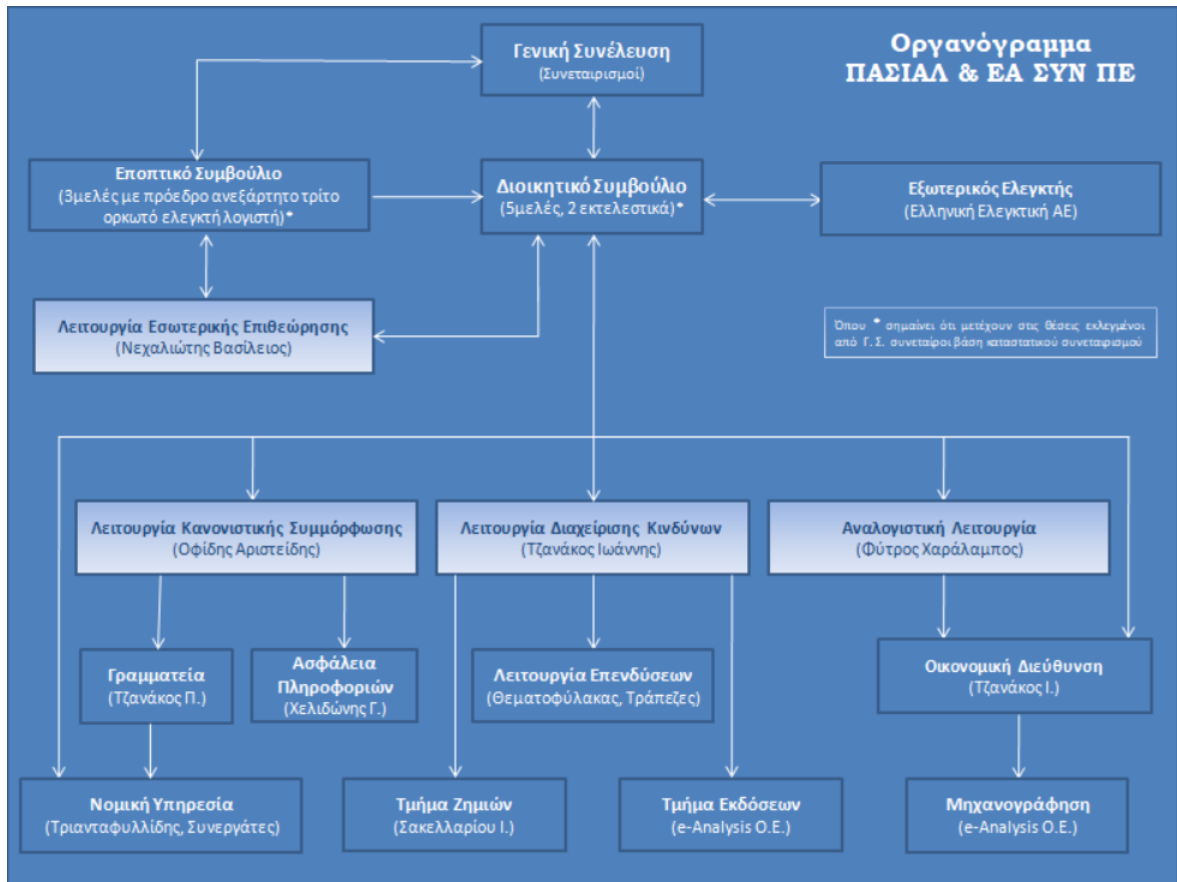 Οργανόγραμμα
ΠΑΣΙΑΛ & ΕΑ ΣΥΝ ΠΕ
Γενική Συνέλευση
(Συνεταιρισμοί)
Εποπτικό Συμβούλιο
(3μελές με πρόεδρο ανεξάρτητο τρίτο
ορκωτό ελεγκτή λογιστή)*
Διοικητικό Συμβούλιο
(5μελές, 2 εκτελεστικά)*
Εξωτερικός Ελεγκτής
(Ελληνική Ελεγκτική ΑΕ)
Λειτουργία Εσωτερικής Επιθεώρησης
(Νεχαλιώτης Βασίλειος)
Όπου * σημαίνει ότι μετέχουν στις θέσεις εκλεγμένοι
από Γ. Σ. συνεταίροι βάση καταστατικού συνεταιρισμού
Λειτουργία Κανονιστικής Συμμόρφωσης
(Οφίδης Αριστείδης)
Λειτουργία Διαχείρισης Κινδύνων
(Τζανάκος Ιωάννης)
Αναλογιστική Λειτουργία
(Φύτρος Χαράλαμπος)
Γραμματεία
(Τζανάκος Π.)
Ασφάλεια
Πληροφοριών
(Χελιδώνης Γ.)
Λειτουργία Επενδύσεων
(Θεματοφύλακας, Τράπεζες)
Οικονομική Διεύθυνση
(Τζανάκος Ι.)
Νομική Υπηρεσία
(Τριανταφυλλίδης, Συνεργάτες)
Τμήμα Ζημιών
(Σακελλαρίου Ι.)
Τμήμα Εκδόσεων
(e-Analysis Ο.Ε.)
Μηχανογράφηση
(e-Analysis Ο.Ε.)